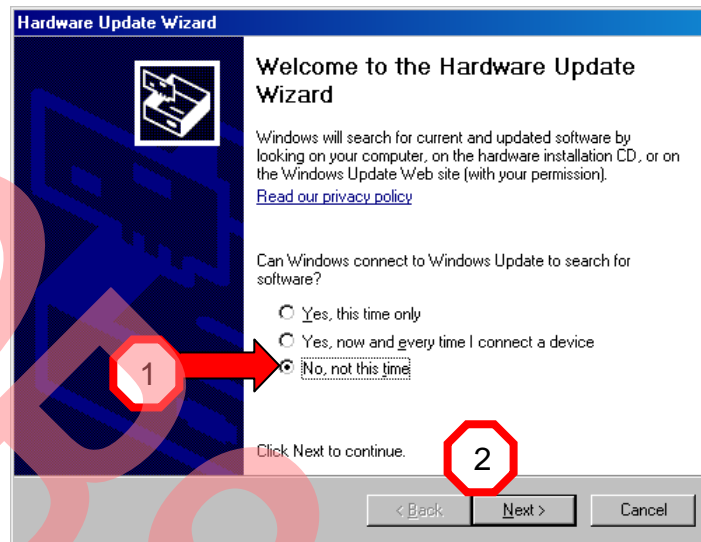 Hardware Update Wizard
Welcome to the Hardware Update
Wizard
Windows will search for current and updated software by
looking on your computer, on the hardware installation CD, or on
the Windows Update Web site (with your permission).
Read our privacy policy
Can Windows connect to Windows Update to search for
software?
Yes, this time only
Yes, now and every time I connect a device
1
No, not this time
Click Next to continue.
2
< Back
Next >
Cancel